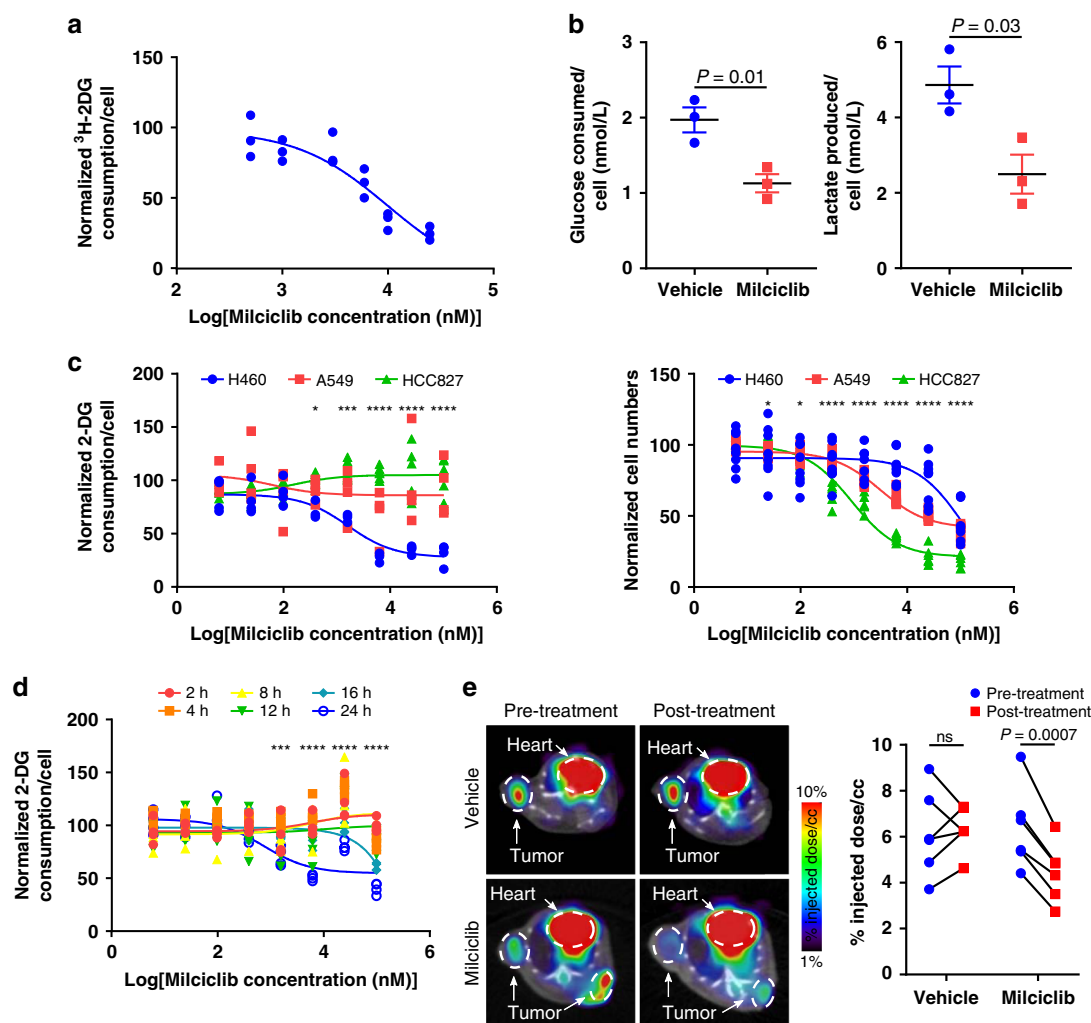 a
Normalized ³H-2DG
consumption/cell
150
100
50
0
2 3 4 5
Log[Milciclib concentration (nM)]
b
Glucose consumed/
cell (nmol/L)
3
2
1
0
P = 0.01
Vehicle Milciclib
Lactate produced/
cell (nmol/L)
6
4
2
0
P = 0.03
Vehicle Milciclib
c
Normalized 2-DG
consumption/cell
200
150
100
50
0
H460 A549 HCC827
* *** **** **** ****
0 2 4 6
Log[Milciclib concentration (nM)]
Normalized cell numbers
150
100
50
0
H460 A549 HCC827
* * **** **** **** **** ****
0 2 4 6
Log[Milciclib concentration (nM)]
d
2 h 8 h 16 h
4 h 12 h 24 h
Normalized 2-DG
consumption/cell
200
150
100
50
0
*** **** **** ****
0 2 4 6
Log[Milciclib concentration (nM)]
e
Pre-treatment Post-treatment
Vehicle
Heart
Tumor
Heart
Tumor
Milciclib
Heart
Tumor
Heart
Tumor
10%
% injected dose/cc
1%
Pre-treatment
Post-treatment
ns
P = 0.0007
% injected dose/cc
10
8
6
4
2
0
Vehicle Milciclib